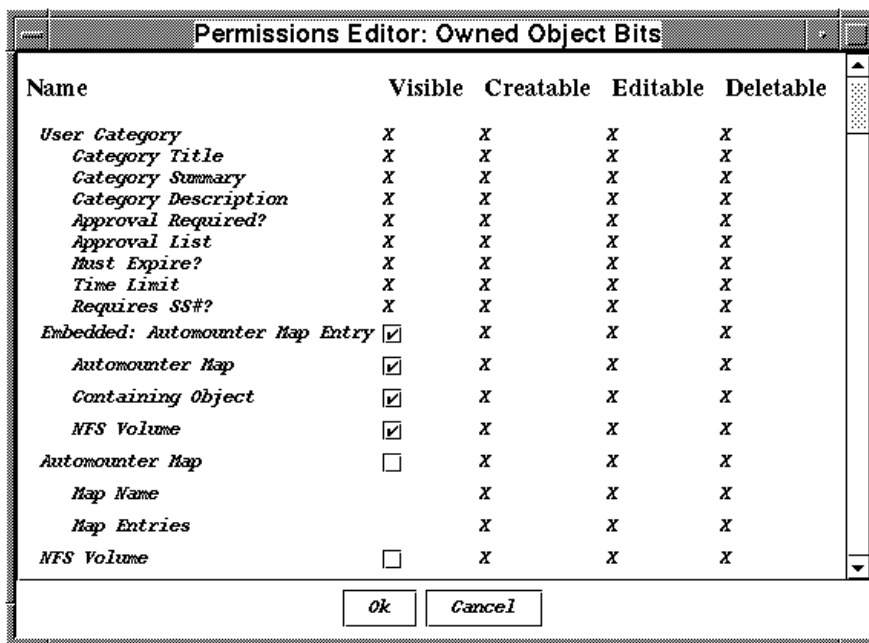 Permissions Editor: Owned Object Bits
Name Visible Creatable Editable Deletable
User Category X X X X
Category Title X X X X
Category Summary X X X X
Category Description X X X X
Approval Required? X X X X
Approval List X X X X
Must Expire? X X X X
Time Limit X X X X
Requires SS#? X X X X
Embedded: Automounter Map Entry X X X
Automounter Map X X X
Containing Object X X X
NFS Volume X X X
Automounter Map X X X
Map Name X X X
Map Entries X X X
NFS Volume X X X
Ok Cancel